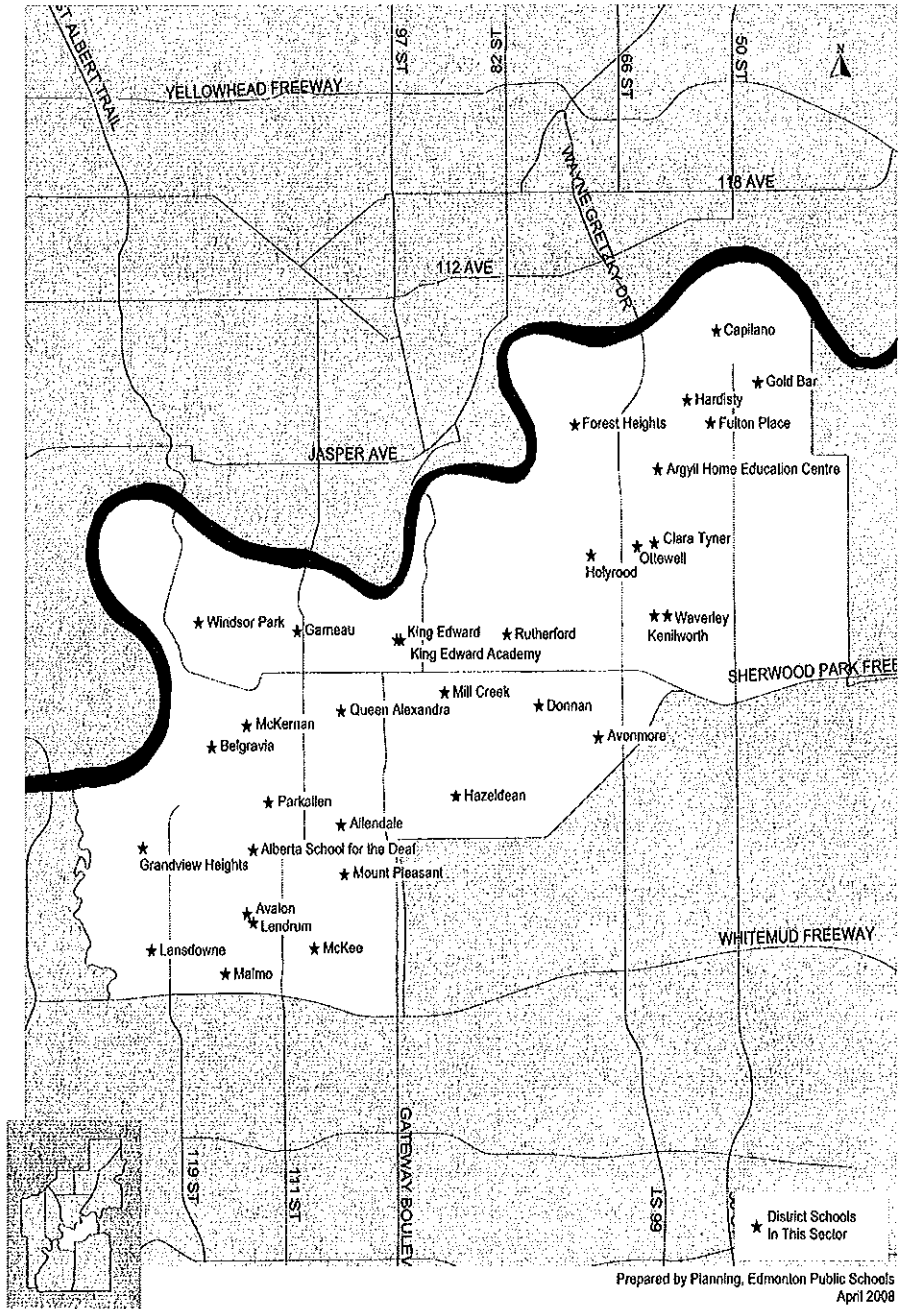 ST ALBERT TRAIL
97 ST
82 ST
66 ST
50 ST
N
YELLOWHEAD FREEWAY
WAYNE GRETZKY DR
118 AVE
112 AVE
Capilano
Gold Bar
Hardisty
Forest Heights
Fulton Place
JASPER AVE
Argyll Home Education Centre
Clara Tyner
Ottewell
Holyrood
Windsor Park
Garneau
King Edward
King Edward Academy
Rutherford
Waverley
Kenilworth
SHERWOOD PARK FREE
Mill Creek
Queen Alexandra
Donnan
McKernan
Belgravia
Avonmore
Parkallen
Hazeldean
Allendale
Alberta School for the Deaf
Grandview Heights
Mount Pleasant
Avalon
Lendrum
Lansdowne
McKee
Malmo
WHITEMUD FREEWAY
119 ST
111 ST
GATEWAY BOULEV
66 ST
District Schools
In This Sector
Prepared by Planning, Edmonton Public Schools
April 2008